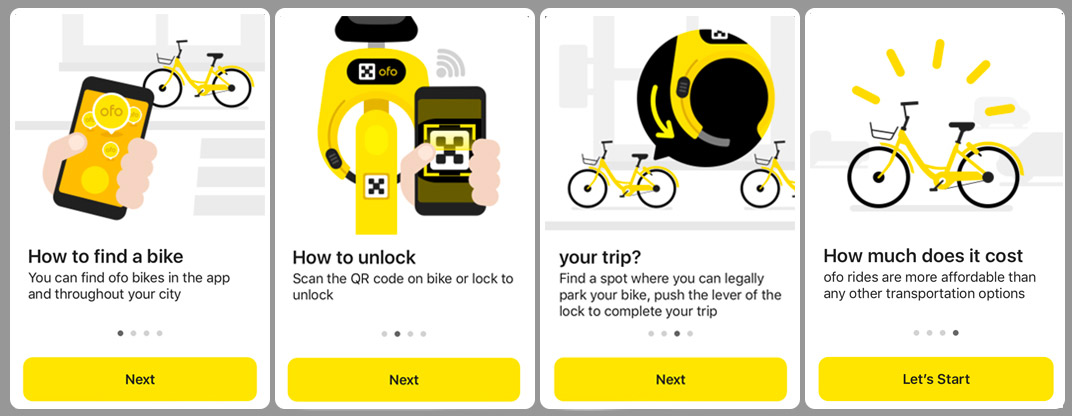 ofo
How to find a bike
You can find ofo bikes in the app
and throughout your city
Next
ofo
How to unlock
Scan the QR code on bike or lock to
unlock
Next
your trip?
Find a spot where you can legally
park your bike, push the lever of the
lock to complete your trip
Next
How much does it cost
ofo rides are more affordable than
any other transportation options
Let's Start